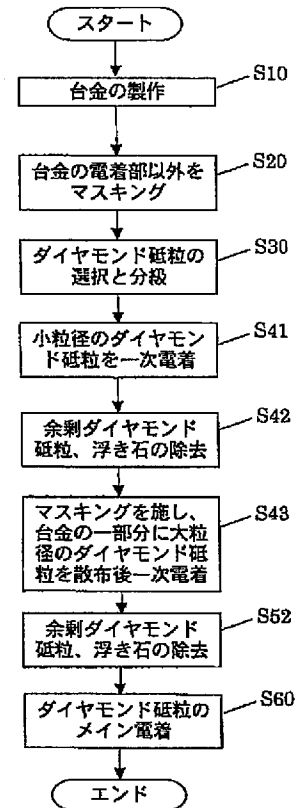 スタート
S10
台金の製作
S20
台金の電着部以外を
マスキング
S30
ダイヤモンド砥粒の
選択と分級
S41
小粒径のダイヤモン
ド砥粒を一次電着
S42
余剰ダイヤモンド
砥粒、浮き石の除去
S43
マスキングを施し、
台金の一部分に大粒
径のダイヤモンド砥
粒を散布後一次電着
S52
余剰ダイヤモンド
砥粒、浮き石の除去
S60
ダイヤモンド砥粒の
メイン電着
エンド